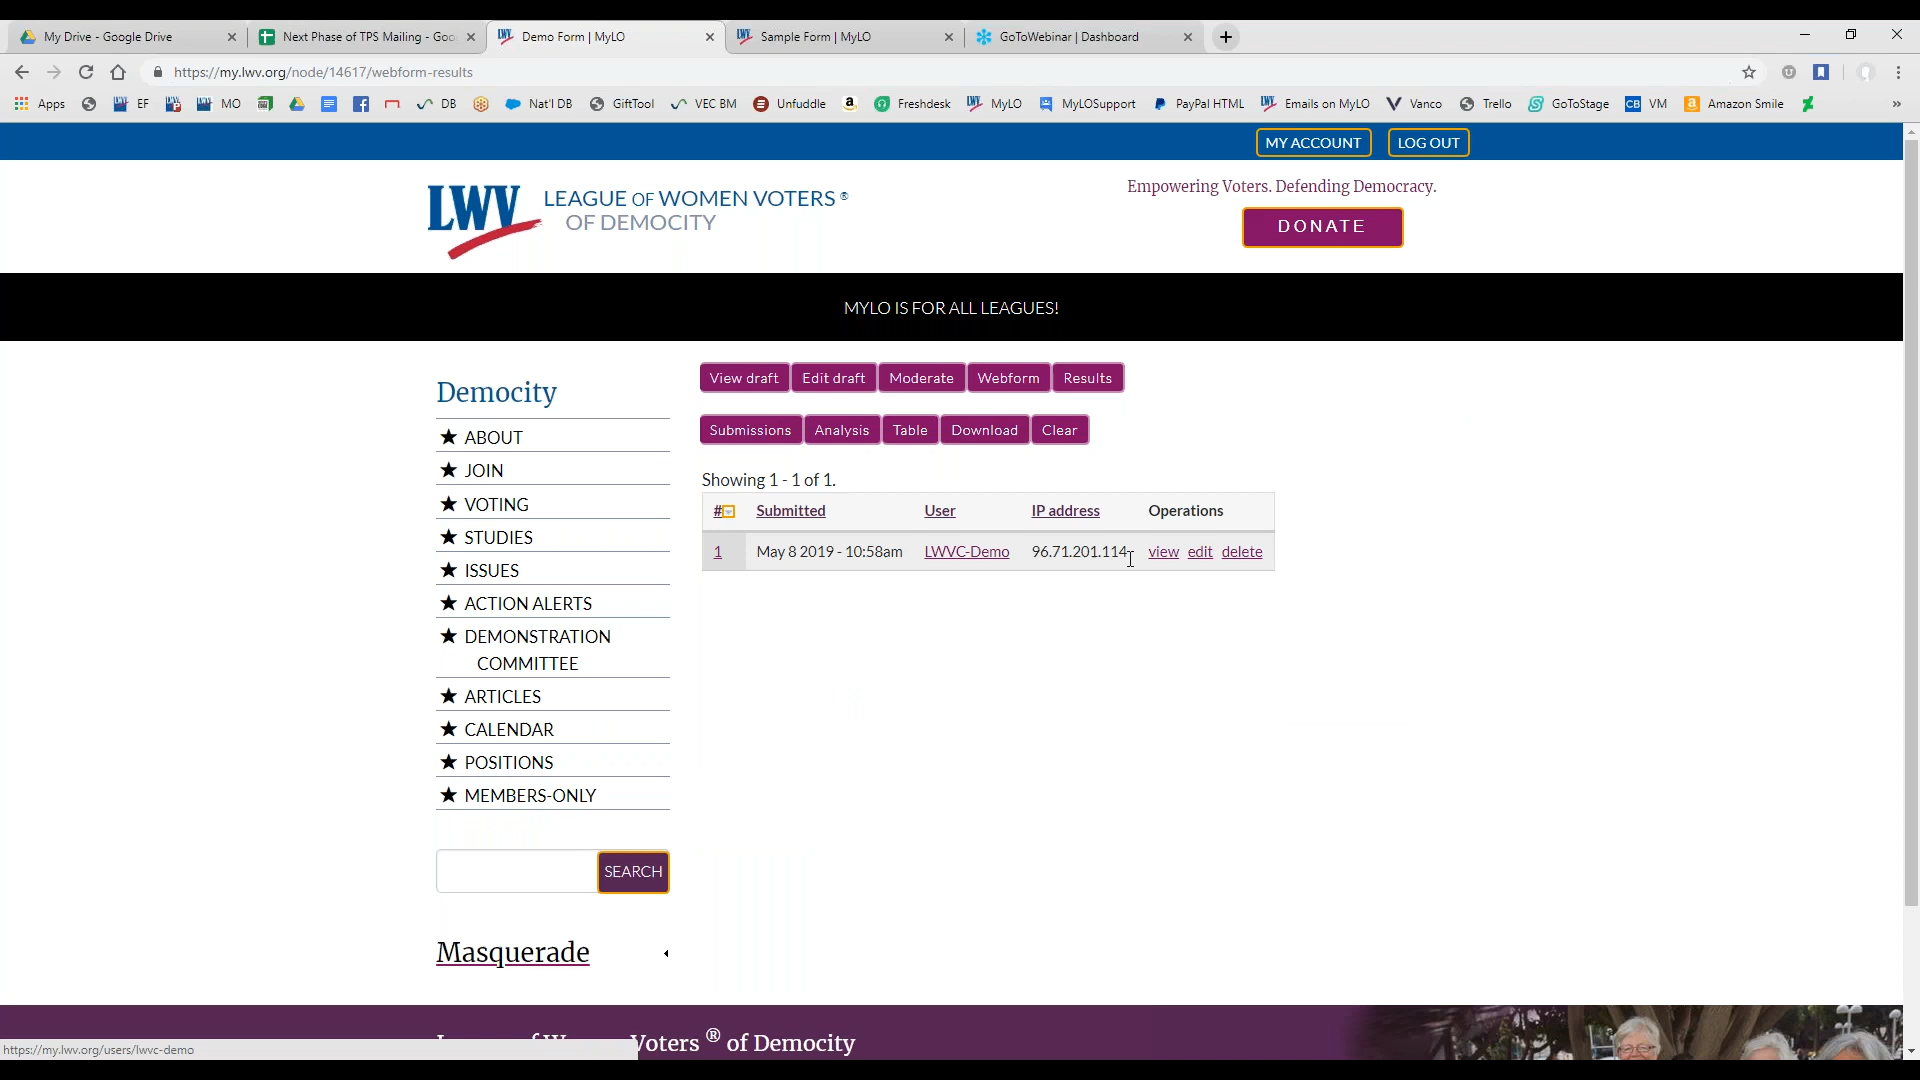 My Drive - Google Drive
Next Phase of TPS Mailing - Goo
Demo Form | MyLO
Sample Form | MyLO
GoToWebinar | Dashboard
https://my.lwv.org/node/14617/webform-results
Apps EF MO DB Nat'l DB GiftTool VEC BM Unfuddle Freshdesk MyLO MyLOSupport PayPal HTML Emails on MyLO Vanco Trello GoToStage CB VM Amazon Smile »
MY ACCOUNT LOG OUT
LWV LEAGUE OF WOMEN VOTERS ®
OF DEMOCITY
Empowering Voters. Defending Democracy.
DONATE
MYLO IS FOR ALL LEAGUES!
Democity
★ ABOUT
★ JOIN
★ VOTING
★ STUDIES
★ ISSUES
★ ACTION ALERTS
★ DEMONSTRATION
COMMITTEE
★ ARTICLES
★ CALENDAR
★ POSITIONS
★ MEMBERS-ONLY
SEARCH
Masquerade
View draft Edit draft Moderate Webform Results
Submissions Analysis Table Download Clear
Showing 1 - 1 of 1.
# Submitted User IP address Operations
1 May 8 2019 - 10:58am LWVC-Demo 96.71.201.114 view edit delete
Voters ® of Democity
https://my.lwv.org/users/lwvc-demo